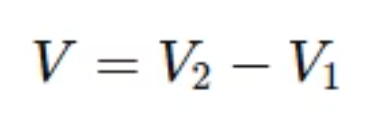 V = V₂ − V₁